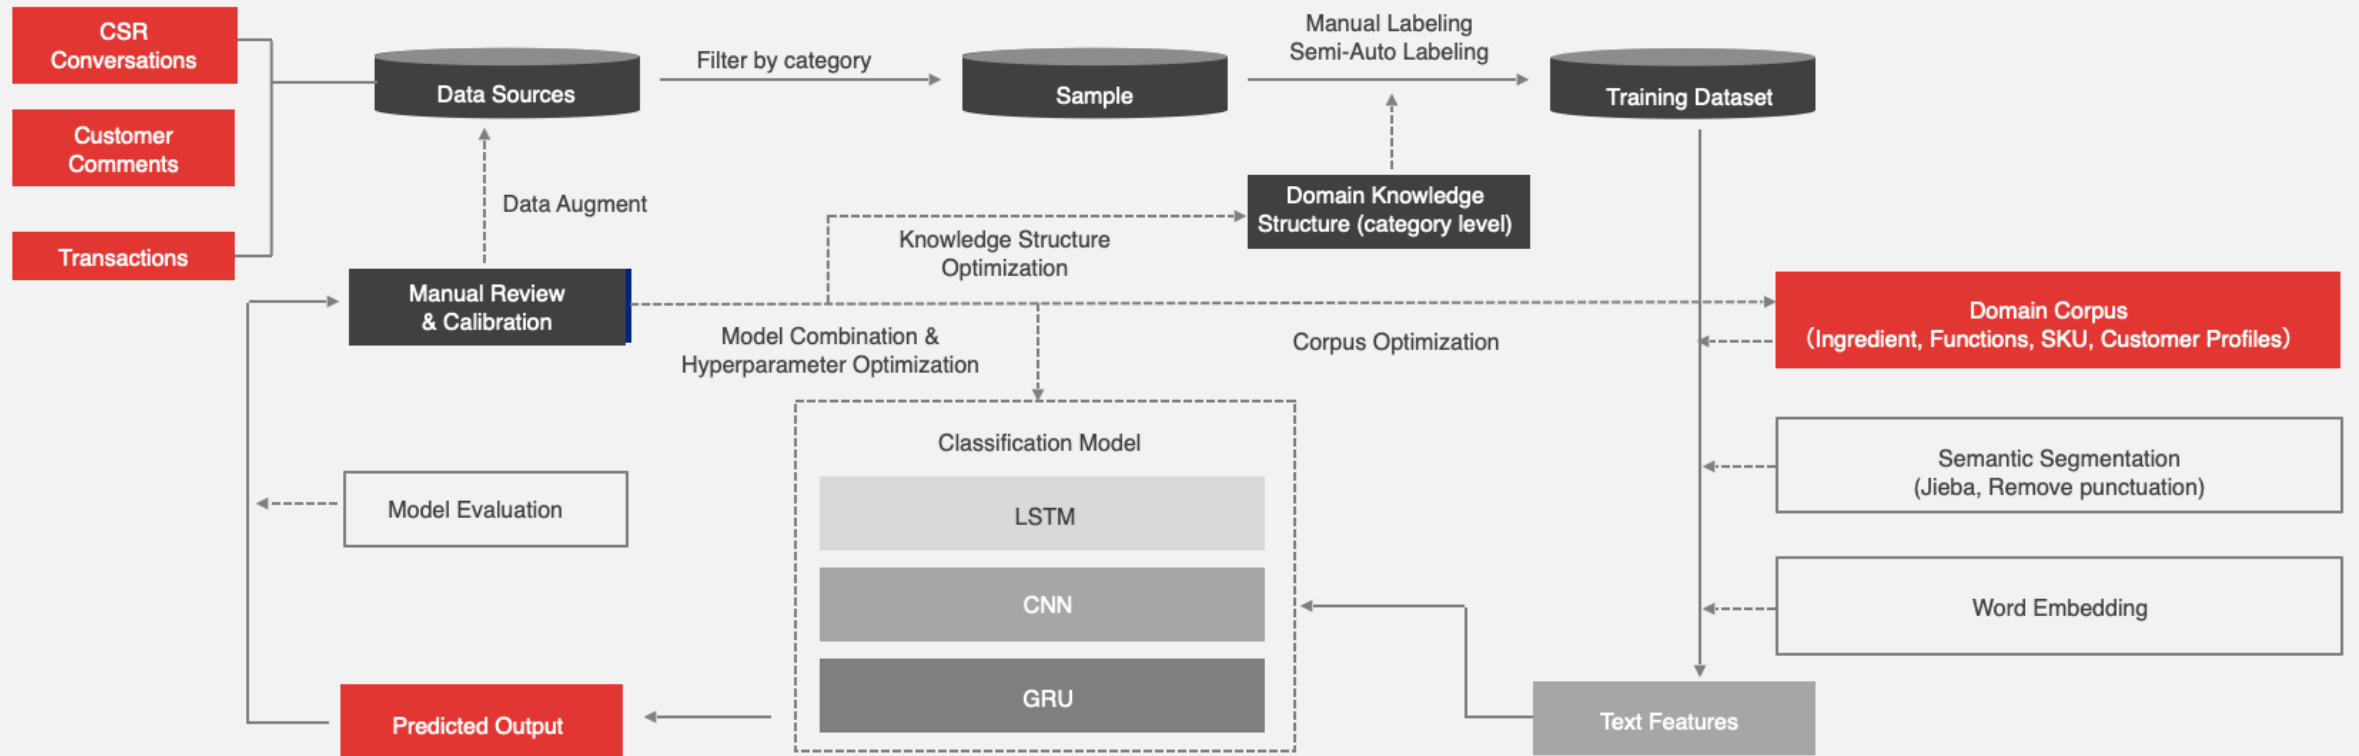 CSR
Conversations
Customer
Comments
Transactions
Data Sources
Filter by category
Sample
Manual Labeling
Semi-Auto Labeling
Training Dataset
Data Augment
Domain Knowledge
Structure (category level)
Knowledge Structure
Optimization
Manual Review
& Calibration
Model Combination &
Hyperparameter Optimization
Corpus Optimization
Domain Corpus
（Ingredient, Functions, SKU, Customer Profiles）
Classification Model
LSTM
CNN
GRU
Semantic Segmentation
(Jieba, Remove punctuation)
Word Embedding
Model Evaluation
Predicted Output
Text Features